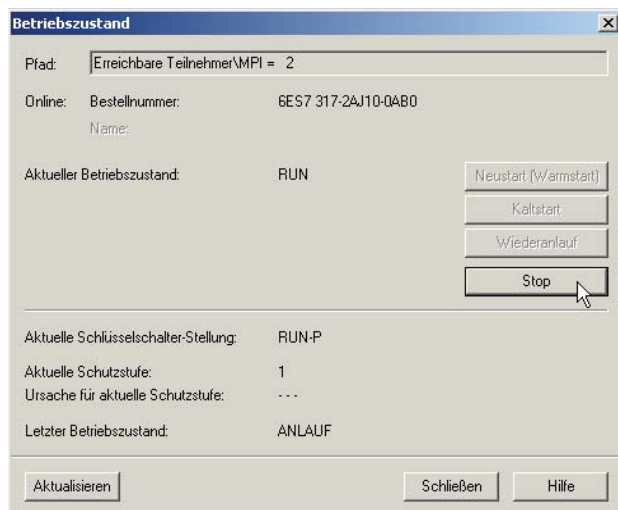 Betriebszustand
Pfad: Erreichbare Teilnehmer\MPI = 2
Online: Bestellnummer: 6ES7 317-2AJ10-0AB0
Name:
Aktueller Betriebszustand: RUN
Neustart (Warmstart)
Kaltstart
Wiederanlauf
Stop
Aktuelle Schlüsselschalter-Stellung: RUN-P
Aktuelle Schutzstufe: 1
Ursache für aktuelle Schutzstufe: ---
Letzter Betriebszustand: ANLAUF
Aktualisieren Schließen Hilfe